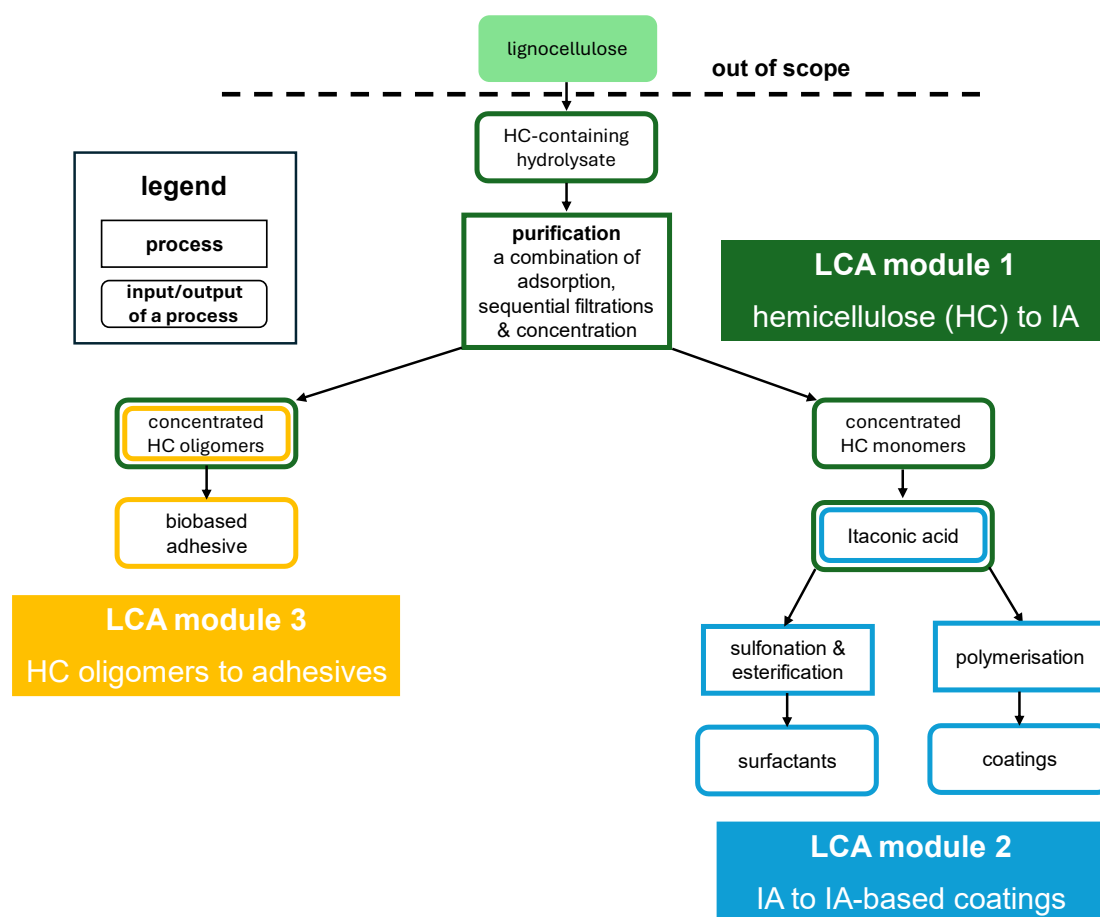 lignocellulose
out of scope
HC-containing
hydrolysate
legend
process
input/output
of a process
purification
a combination of
adsorption,
sequential filtrations
& concentration
LCA module 1
hemicellulose (HC) to IA
concentrated
HC oligomers
concentrated
HC monomers
biobased
adhesive
Itaconic acid
LCA module 3
HC oligomers to adhesives
sulfonation &
esterification
polymerisation
surfactants
coatings
LCA module 2
IA to IA-based coatings